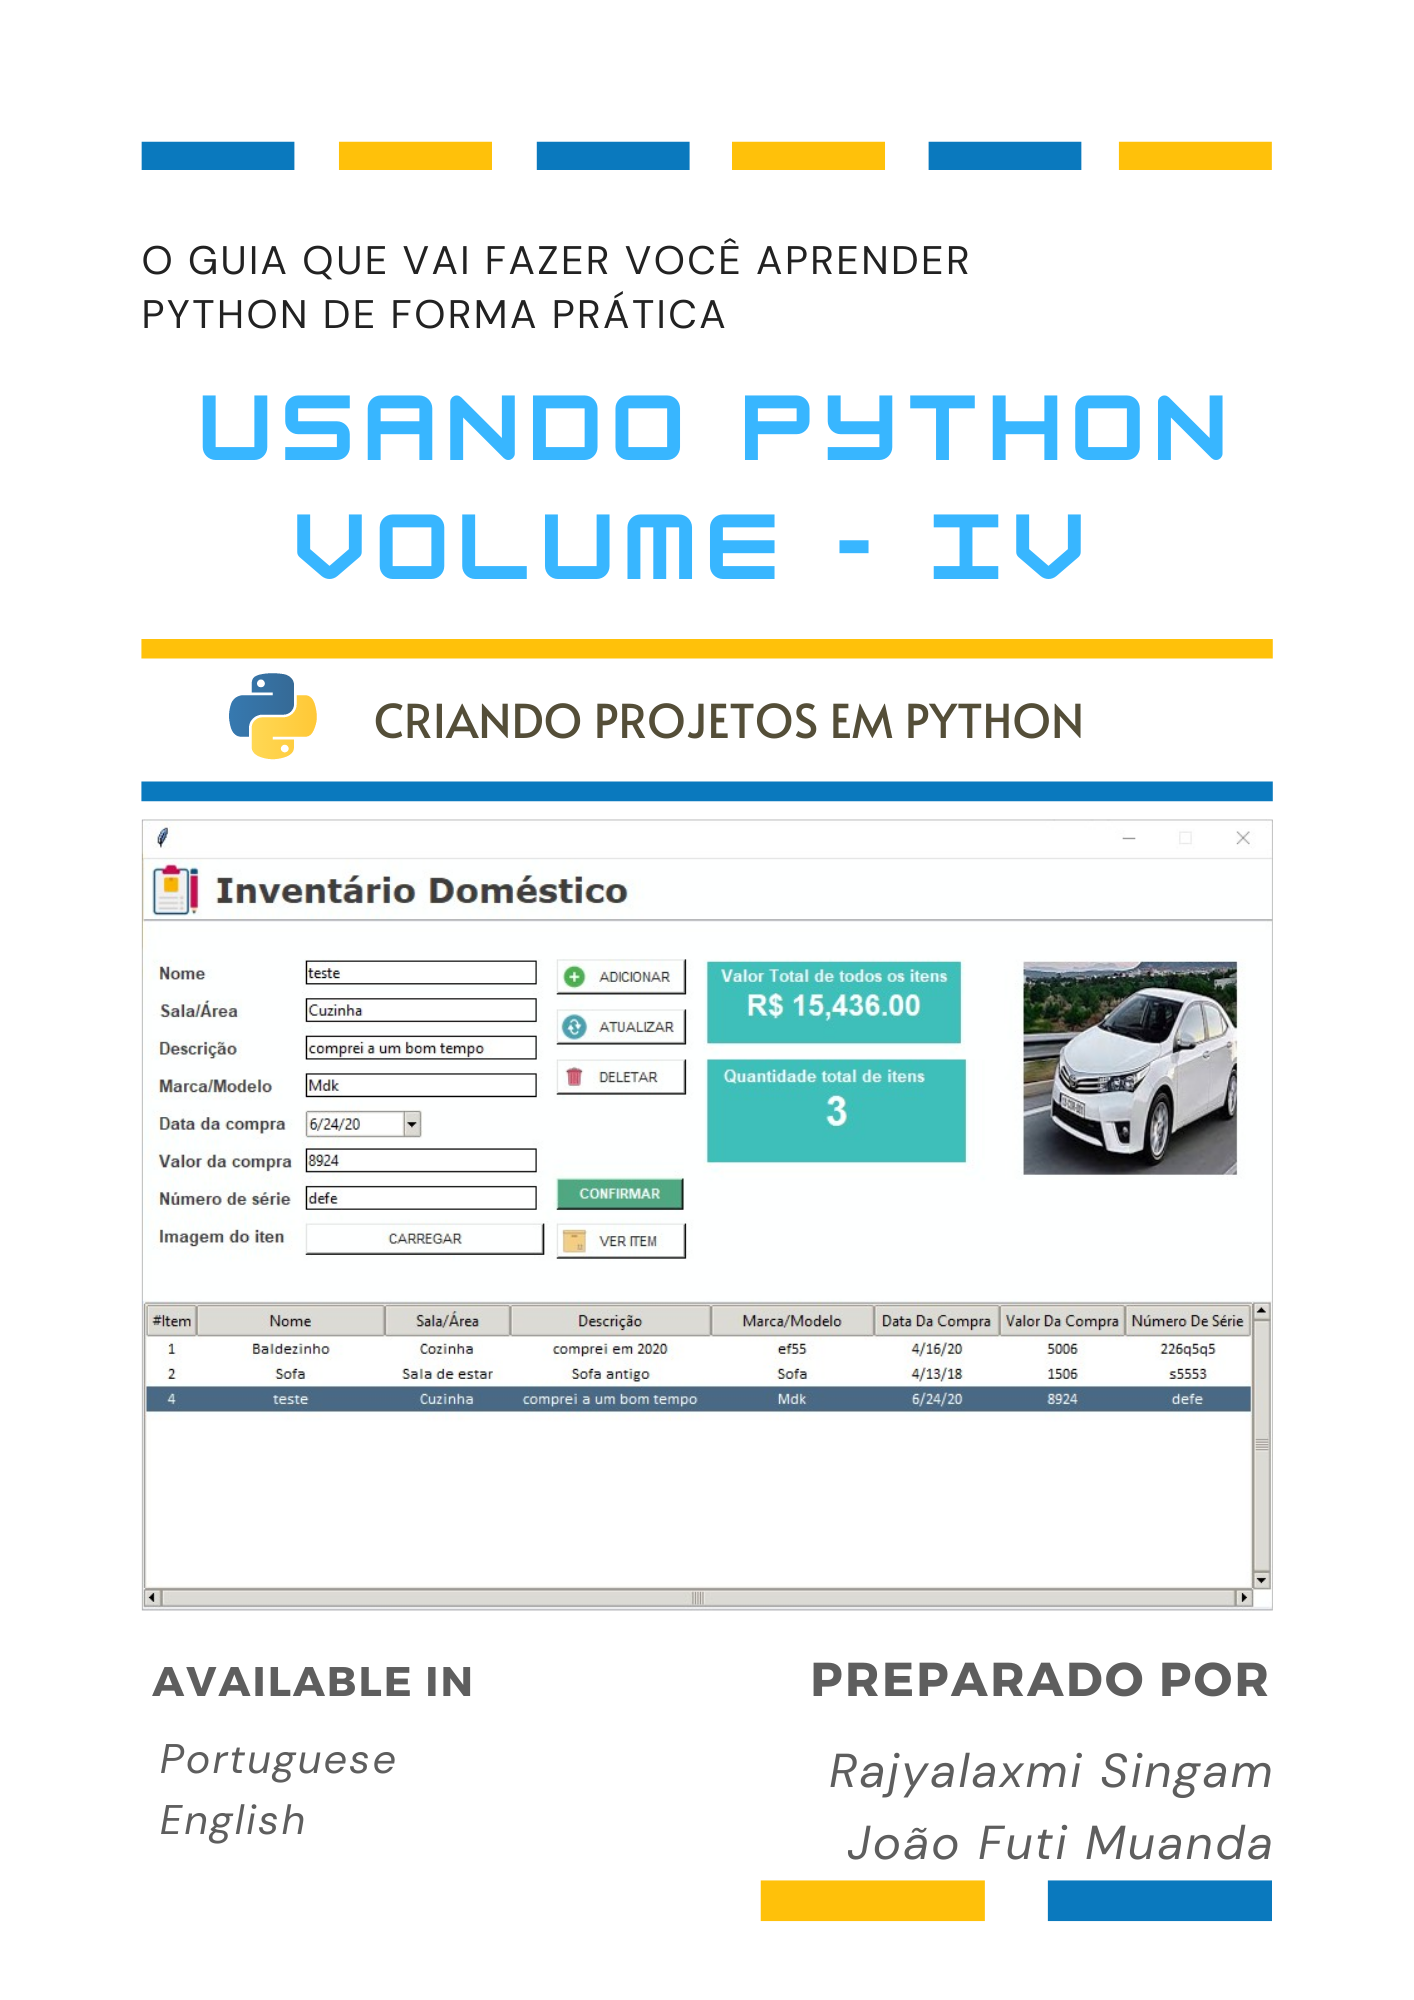 O GUIA QUE VAI FAZER VOCÊ APRENDER
PYTHON DE FORMA PRÁTICA
USANDO PYTHON
VOLUME - IV
CRIANDO PROJETOS EM PYTHON
Inventário Doméstico
Nome teste
Sala/Área Cuzinha
Descrição comprei a um bom tempo
Marca/Modelo Mdk
Data da compra 6/24/20
Valor da compra 8924
Número de série defe
Imagem do iten CARREGAR
ADICIONAR
ATUALIZAR
DELETAR
CONFIRMAR
VER ITEM
Valor Total de todos os itens
R$ 15,436.00
Quantidade total de itens
3
#Item Nome Sala/Área Descrição Marca/Modelo Data Da Compra Valor Da Compra Número De Série
1 Baldezinho Cozinha comprei em 2020 ef55 4/16/20 5006 226q5q5
2 Sofa Sala de estar Sofa antigo Sofa 4/13/18 1506 s5553
4 teste Cuzinha comprei a um bom tempo Mdk 6/24/20 8924 defe
AVAILABLE IN
Portuguese
English
PREPARADO POR
Rajyalaxmi Singam
João Futi Muanda